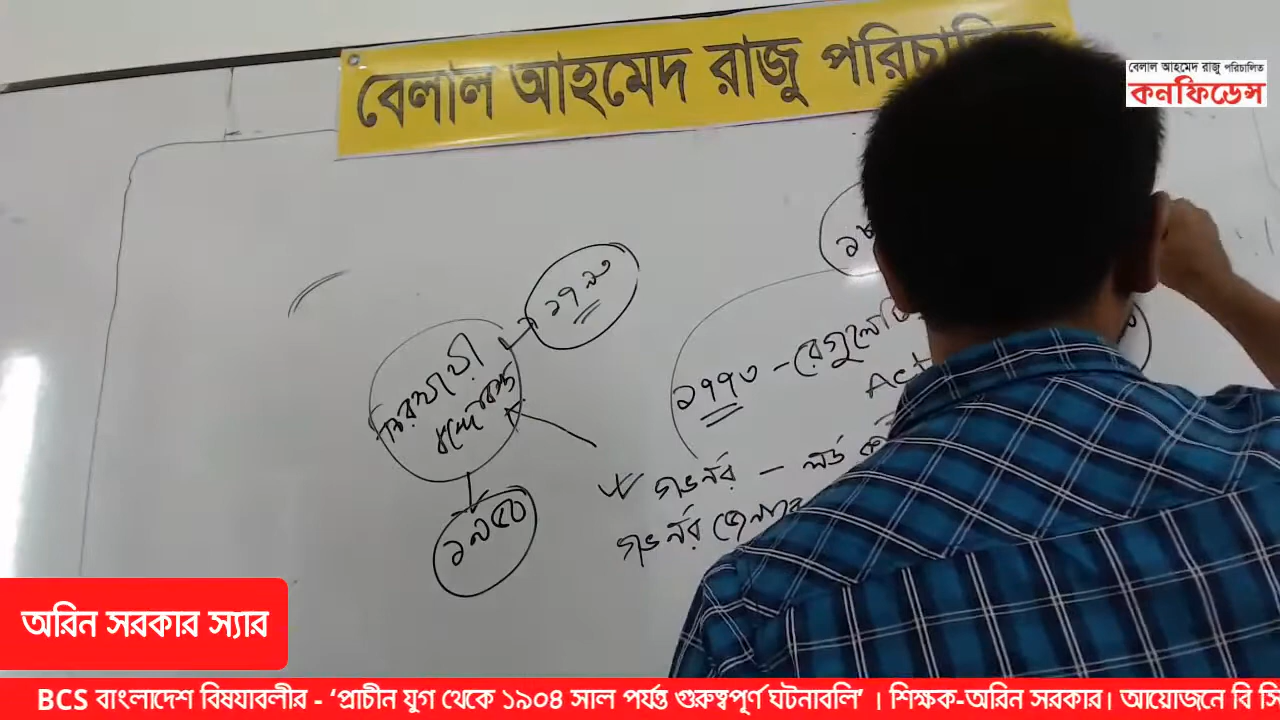 বেলাল আহমেদ রাজু পরিচালিত
বেলাল আহমেদ রাজু পরিচালিত
কনফিডেন্স
১৭৯৩
চিরস্থায়ী
বন্দোবস্ত
১৯৫০
১৭৭৩ - রেগুলেটিং
Act
গভর্নর - লর্ড
গভর্নর জেনারেল
অরিন সরকার স্যার
BCS বাংলাদেশ বিষয়াবলীর - ‘প্রাচীন যুগ থেকে ১৯০৪ সাল পর্যন্ত গুরুত্বপূর্ণ ঘটনাবলি’ । শিক্ষক-অরিন সরকার। আয়োজনে বি সি